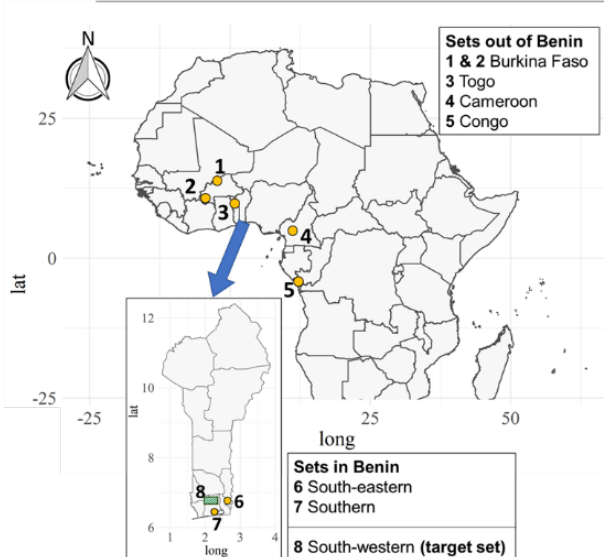 N
Sets out of Benin
1 & 2 Burkina Faso
3 Togo
4 Cameroon
5 Congo
25
1
2
3
4
0
lat
5
-25
-25
25
50
long
12
10
lat
8
6
8
6
7
1
2
3
4
long
Sets in Benin
6 South-eastern
7 Southern
8 South-western (target set)